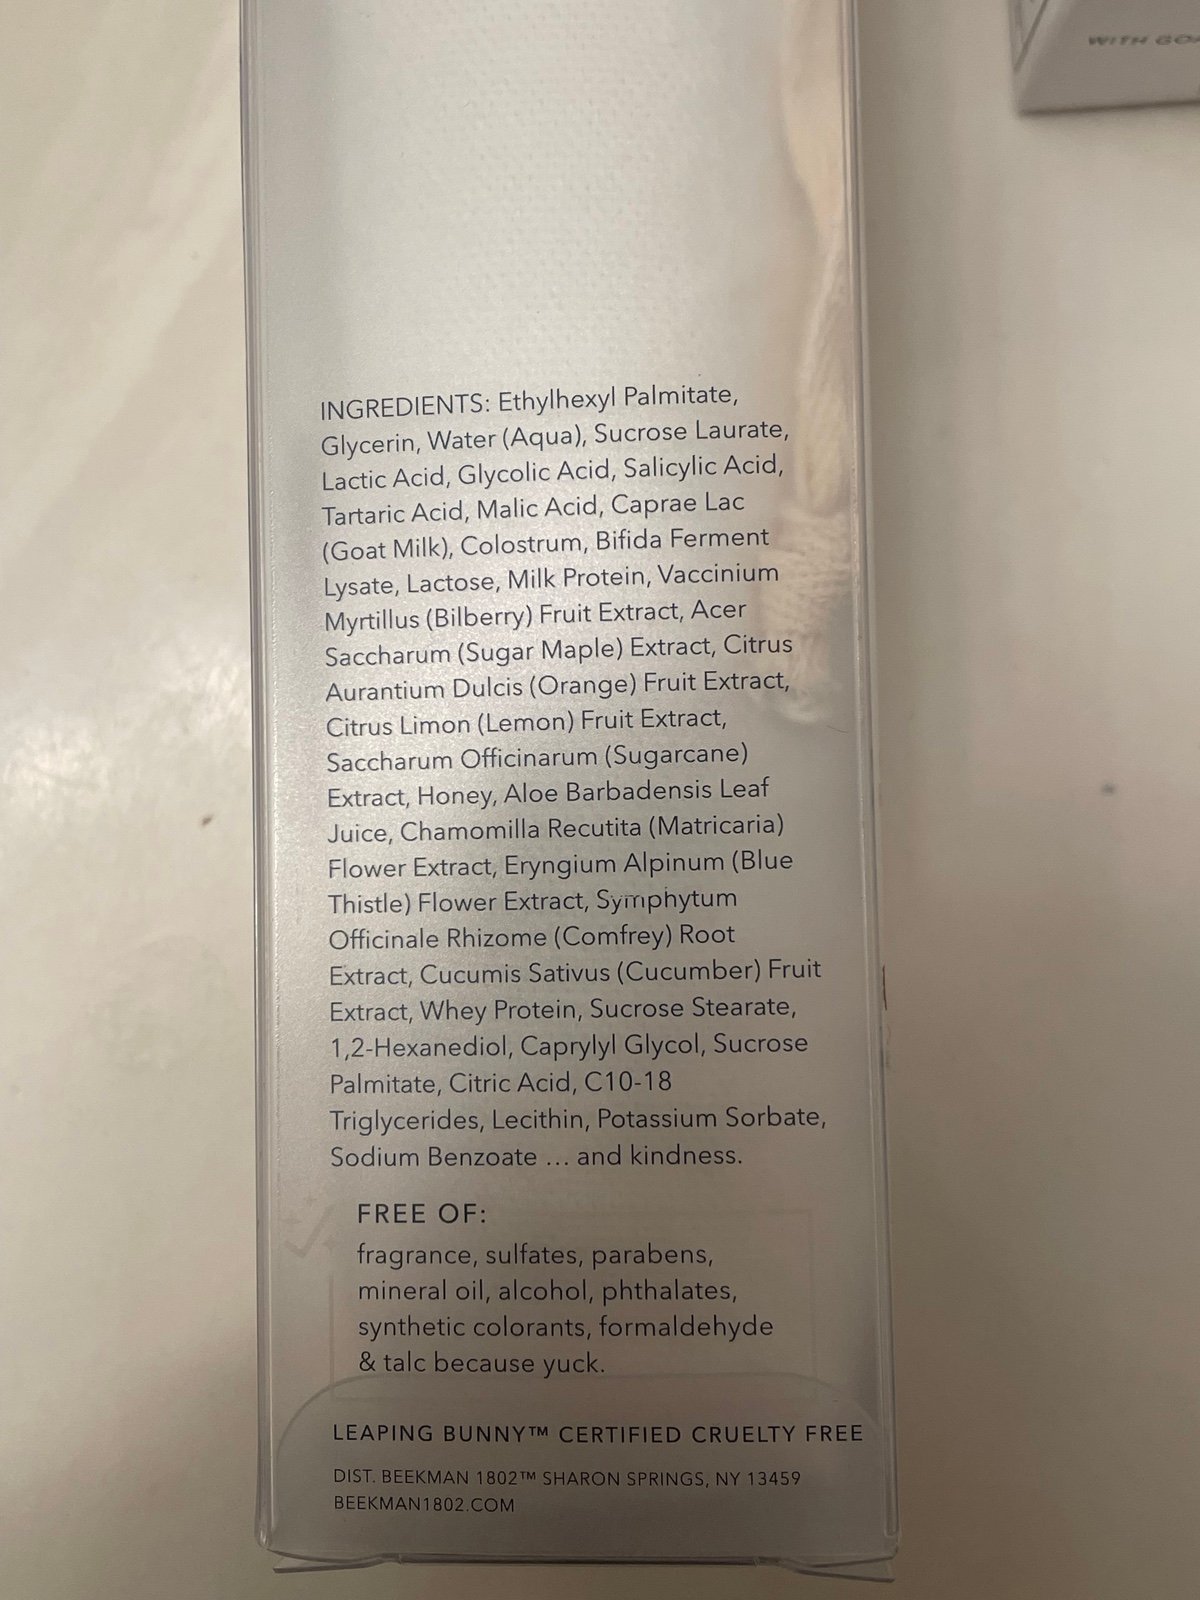 WITH GOA
INGREDIENTS: Ethylhexyl Palmitate,
Glycerin, Water (Aqua), Sucrose Laurate,
Lactic Acid, Glycolic Acid, Salicylic Acid,
Tartaric Acid, Malic Acid, Caprae Lac
(Goat Milk), Colostrum, Bifida Ferment
Lysate, Lactose, Milk Protein, Vaccinium
Myrtillus (Bilberry) Fruit Extract, Acer
Saccharum (Sugar Maple) Extract, Citrus
Aurantium Dulcis (Orange) Fruit Extract,
Citrus Limon (Lemon) Fruit Extract,
Saccharum Officinarum (Sugarcane)
Extract, Honey, Aloe Barbadensis Leaf
Juice, Chamomilla Recutita (Matricaria)
Flower Extract, Eryngium Alpinum (Blue
Thistle) Flower Extract, Symphytum
Officinale Rhizome (Comfrey) Root
Extract, Cucumis Sativus (Cucumber) Fruit
Extract, Whey Protein, Sucrose Stearate,
1,2-Hexanediol, Caprylyl Glycol, Sucrose
Palmitate, Citric Acid, C10-18
Triglycerides, Lecithin, Potassium Sorbate,
Sodium Benzoate ... and kindness.
FREE OF:
fragrance, sulfates, parabens,
mineral oil, alcohol, phthalates,
synthetic colorants, formaldehyde
& talc because yuck.
LEAPING BUNNY™ CERTIFIED CRUELTY FREE
DIST. BEEKMAN 1802™ SHARON SPRINGS, NY 13459
BEEKMAN1802.COM